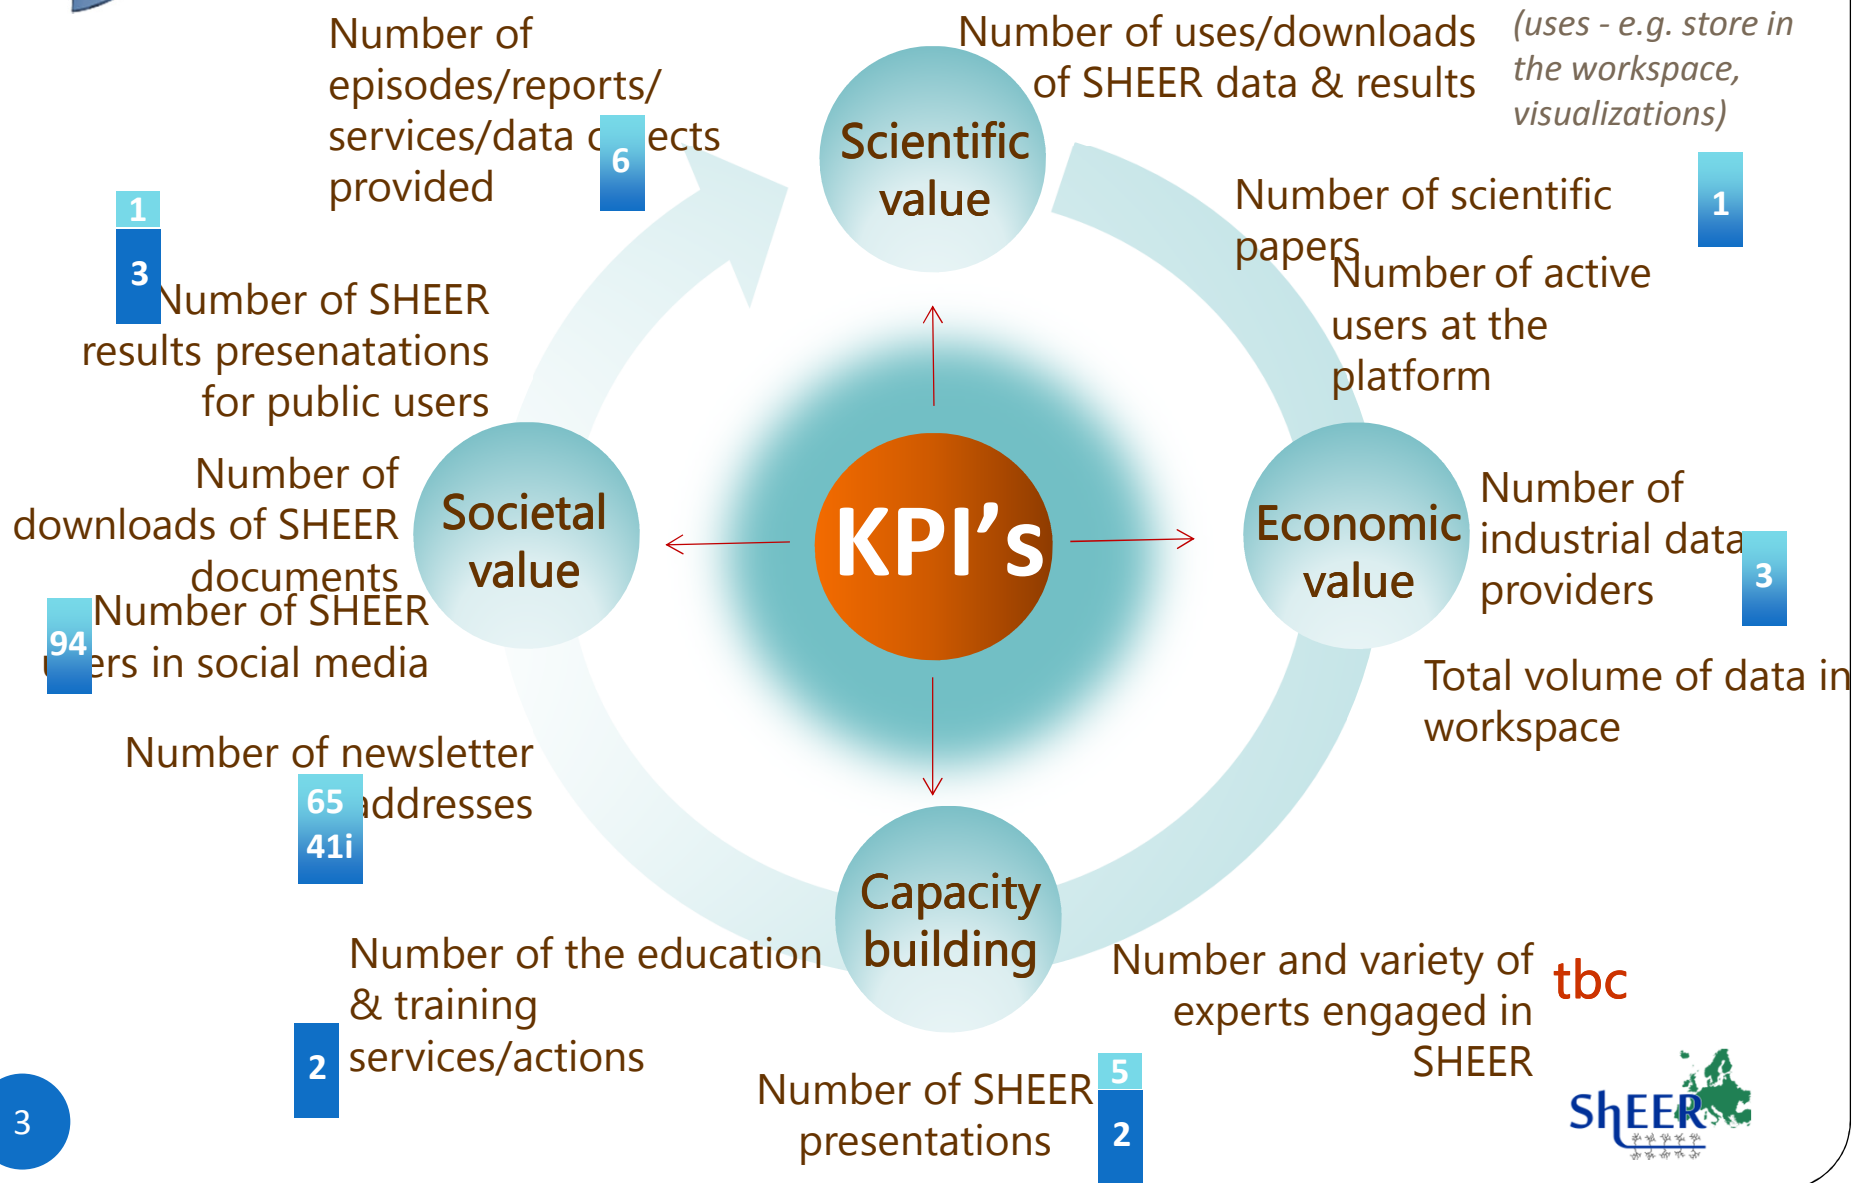 Number of
episodes/reports/
services/data ects
provided
6
Number of uses/downloads
of SHEER data & results
(uses - e.g. store in
the workspace,
visualizations)
Scientific
value
Number of scientific
papers
1
Number of active
users at the
platform
1
3
Number of SHEER
results presenatations
for public users
Number of
downloads of SHEER
documents
Societal
value
KPI's
Economic
value
Number of
industrial data
providers
3
Number of SHEER
ers in social media
94
Total volume of data in
workspace
Number of newsletter
addresses
65
41i
Capacity
building
Number of the education
& training
services/actions
2
Number and variety of
experts engaged in
SHEER
tbc
Number of SHEER
presentations
5
2
3
ShEER